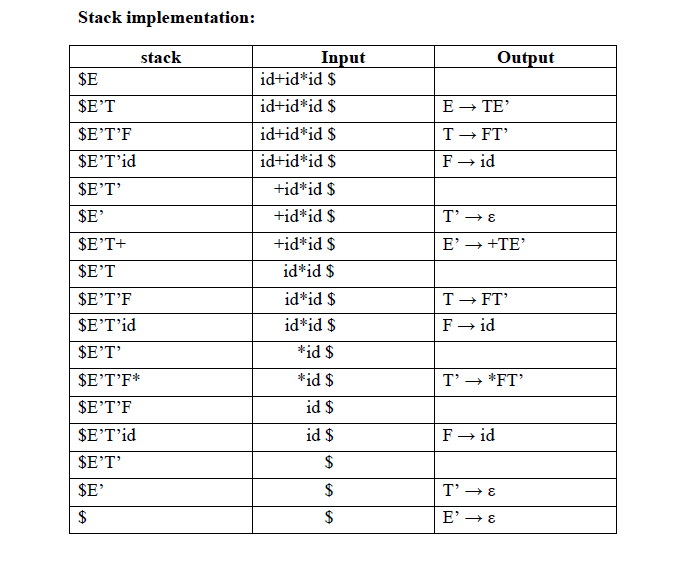 Stack implementation:
stack Input Output
$E id+id*id $
$E’T id+id*id $ E → TE’
$E’T’F id+id*id $ T → FT’
$E’T’id id+id*id $ F → id
$E’T’ +id*id $
$E’ +id*id $ T’ → ε
$E’T+ +id*id $ E’ → +TE’
$E’T id*id $
$E’T’F id*id $ T → FT’
$E’T’id id*id $ F → id
$E’T’ *id $
$E’T’F* *id $ T’ → *FT’
$E’T’F id $
$E’T’id id $ F → id
$E’T’ $
$E’ $ T’ → ε
$ $ E’ → ε